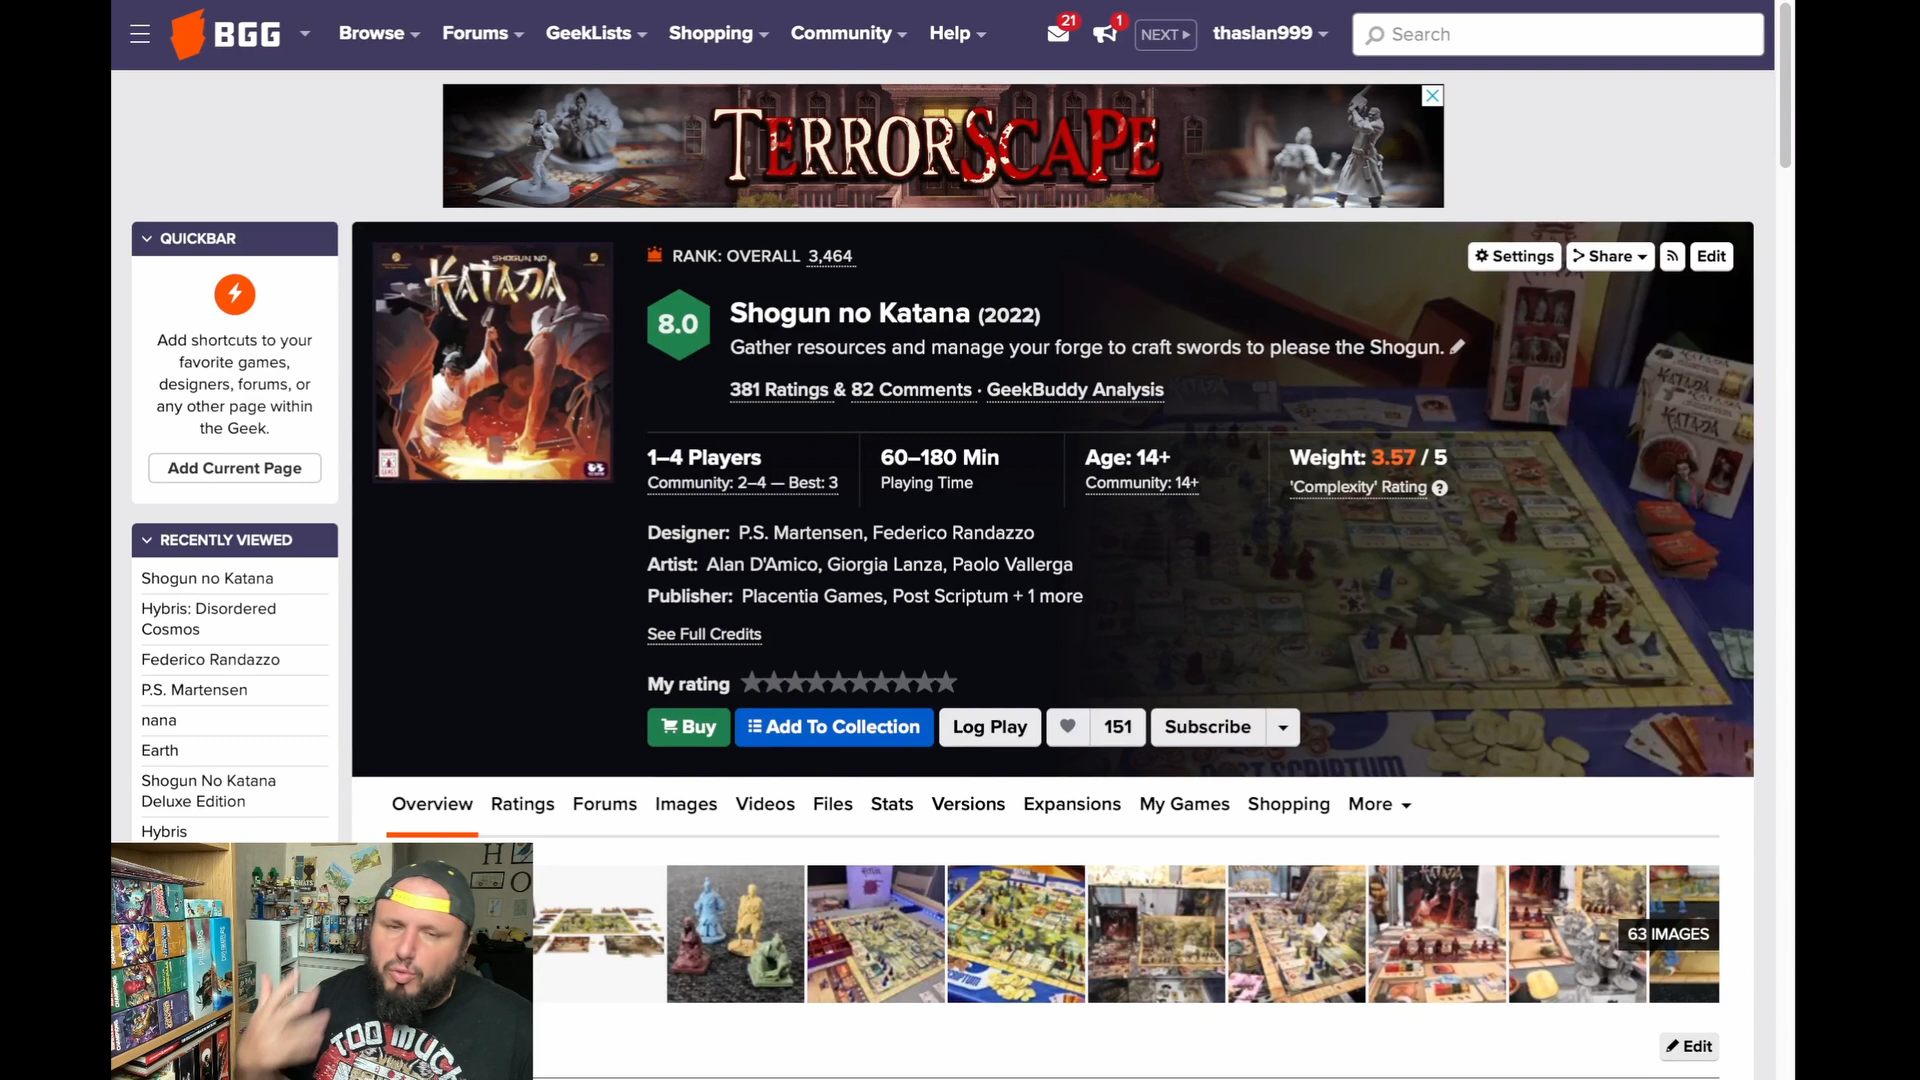 BGG
Browse
Forums
GeekLists
Shopping
Community
Help
21
1
NEXT
thaslan999
Search
TERRORSCAPE
QUICKBAR
Add shortcuts to your
favorite games,
designers, forums, or
any other page within
the Geek.
Add Current Page
RECENTLY VIEWED
Shogun no Katana
Hybris: Disordered
Cosmos
Federico Randazzo
P.S. Martensen
nana
Earth
Shogun No Katana
Deluxe Edition
Hybris
SHOGUN NO
KATANA
RANK: OVERALL 3,464
Settings
Share
Edit
8.0
Shogun no Katana (2022)
Gather resources and manage your forge to craft swords to please the Shogun.
381 Ratings & 82 Comments · GeekBuddy Analysis
1–4 Players
Community: 2–4 — Best: 3
60–180 Min
Playing Time
Age: 14+
Community: 14+
Weight: 3.57 / 5
'Complexity' Rating
Designer: P.S. Martensen, Federico Randazzo
Artist: Alan D'Amico, Giorgia Lanza, Paolo Vallerga
Publisher: Placentia Games, Post Scriptum + 1 more
See Full Credits
My rating
Buy
Add To Collection
Log Play
151
Subscribe
POST SCRIPTUM
Overview
Ratings
Forums
Images
Videos
Files
Stats
Versions
Expansions
My Games
Shopping
More
63 IMAGES
TOO MUCH
Edit